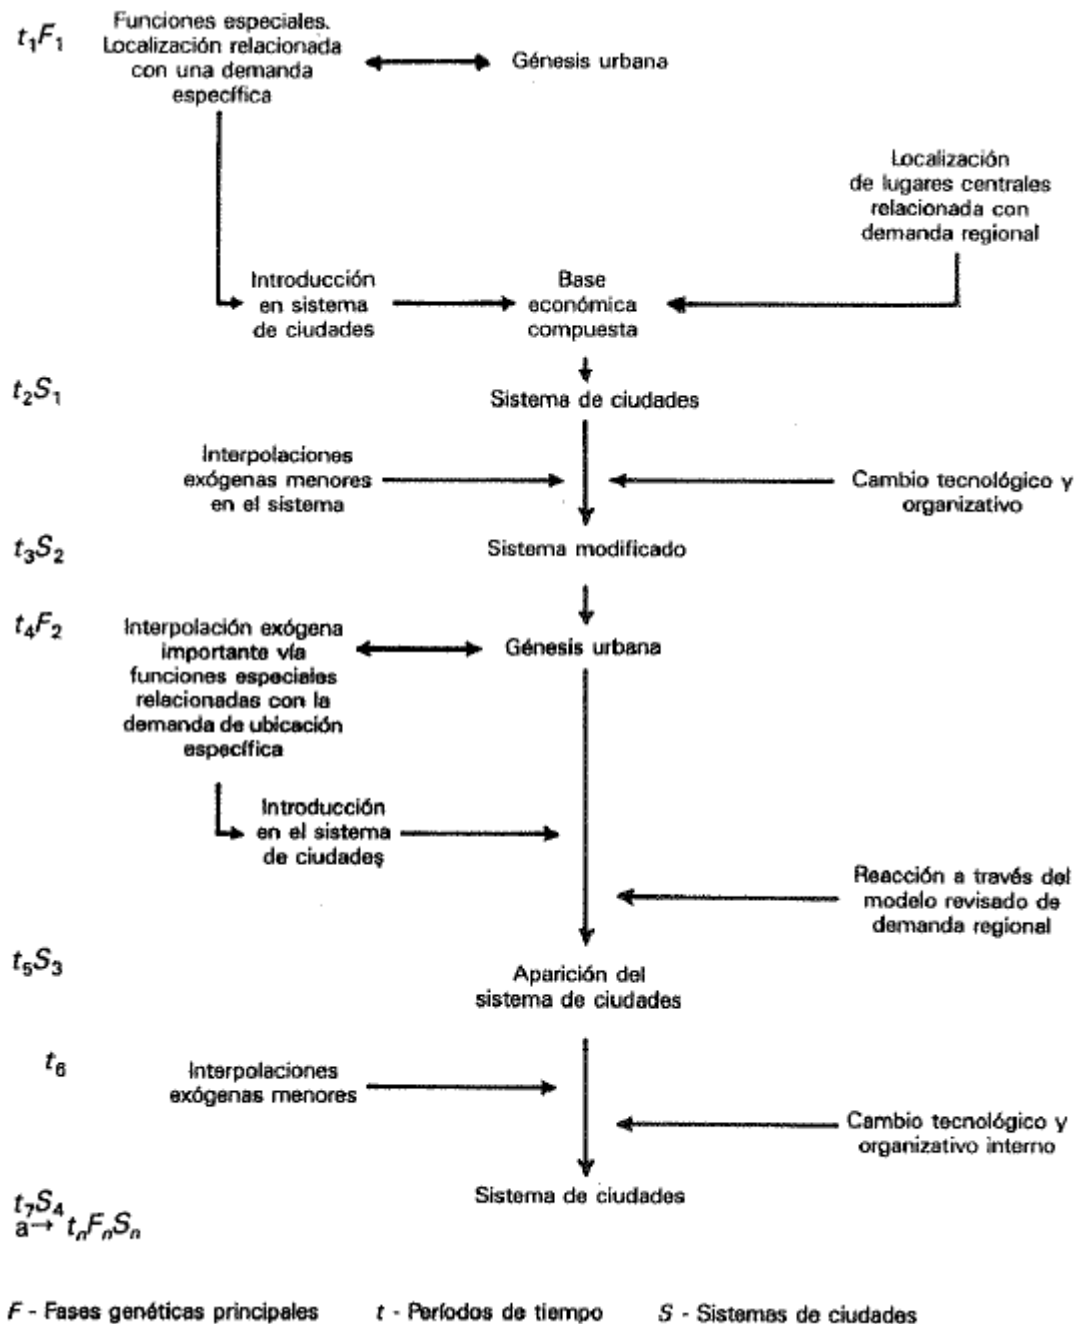 t1F1
Funciones especiales.
Localización relacionada
con una demanda
específica
Génesis urbana
Localización
de lugares centrales
relacionada con
demanda regional
Introducción
en sistema
de ciudades
Base
económica
compuesta
t2S1
Sistema de ciudades
Interpolaciones
exógenas menores
en el sistema
Cambio tecnológico y
organizativo
t3S2
Sistema modificado
t4F2
Interpolación exógena
importante vía
funciones especiales
relacionadas con la
demanda de ubicación
específica
Génesis urbana
Introducción
en el sistema
de ciudades
Reacción a través del
modelo revisado de
demanda regional
t5S3
Aparición del
sistema de ciudades
t6
Interpolaciones
exógenas menores
Cambio tecnológico y
organizativo interno
t7S4
a→ tnFnSn
Sistema de ciudades
F - Fases genéticas principales t - Períodos de tiempo S - Sistemas de ciudades